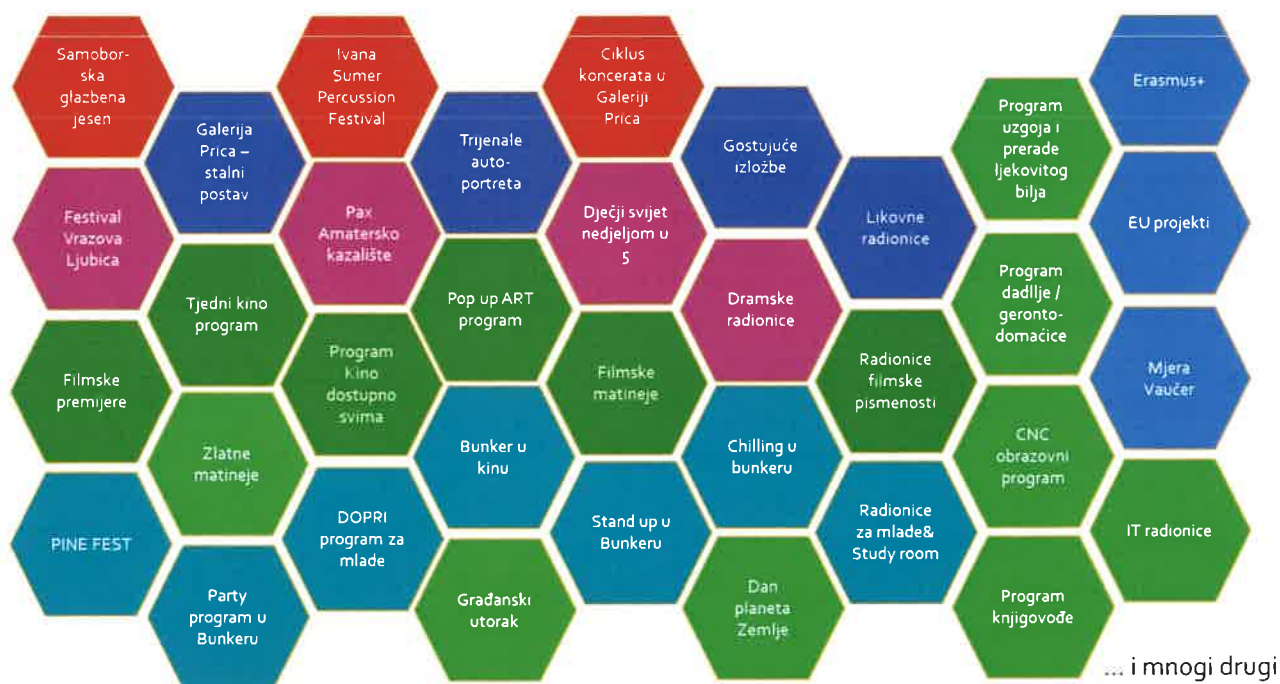 Samobor-
ska
glazbena
jesen
Ivana
Sumer
Percussion
Festival
Ciklus
koncerata u
Galeriji
Prica
Erasmus+
Galerija
Prica –
stalni
postav
Trijenale
auto-
portreta
Gostujuće
izložbe
Program
uzgoja i
prerade
ljekovitog
bilja
Festival
Vrazova
Ljubica
Pax
Amatersko
kazalište
Dječji svijet
nedjeljom u
5
Likovne
radionice
EU projekti
Tjedni kino
program
Pop up ART
program
Dramske
radionice
Program
dadllje /
geronto-
domaćice
Filmske
premijere
Program
Kino
dostupno
svima
Filmske
matineje
Radionice
filmske
pismenosti
Mjera
Vaučer
Zlatne
matineje
Bunker u
kinu
Chilling u
bunkeru
CNC
obrazovni
program
PINE FEST
DOPRI
program za
mlade
Stand up u
Bunkeru
Radionice
za mlade&
Study room
IT radionice
Party
program u
Bunkeru
Građanski
utorak
Dan
planeta
Zemlje
Program
knjigovođe
... i mnogi drugi